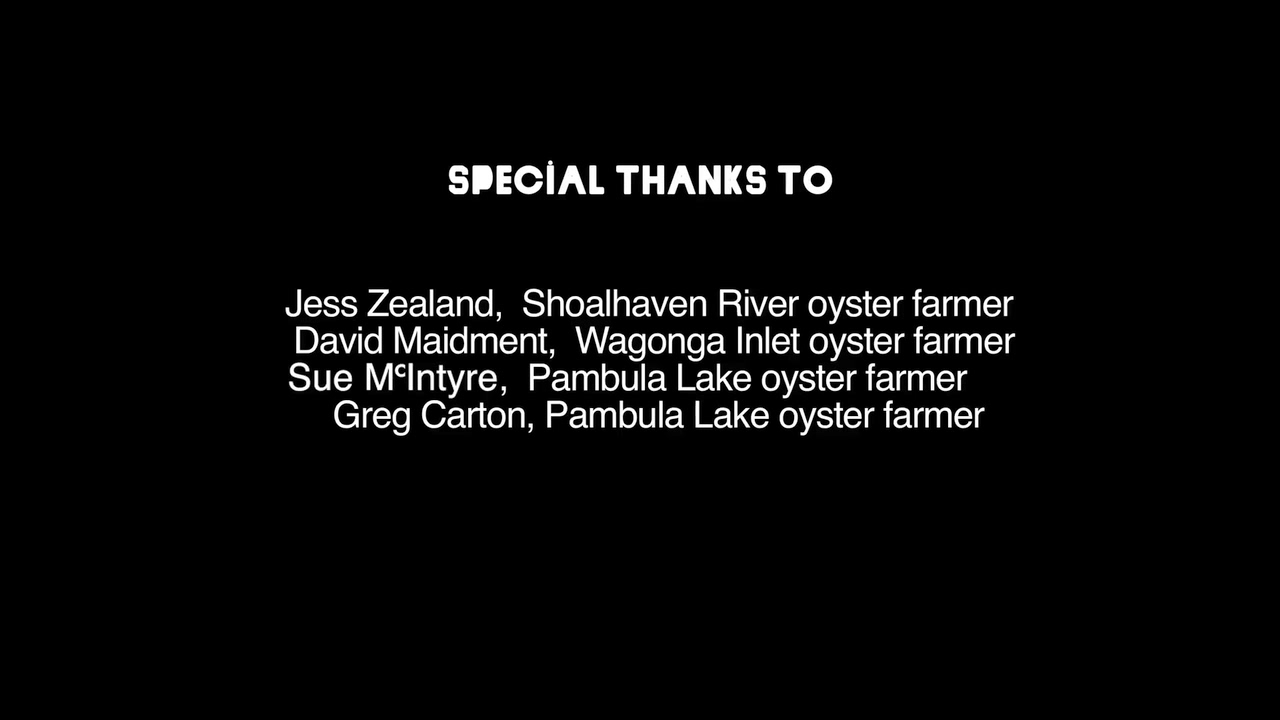 SPECIAL THANKS TO
Jess Zealand, Shoalhaven River oyster farmer
David Maidment, Wagonga Inlet oyster farmer
Sue McIntyre, Pambula Lake oyster farmer
Greg Carton, Pambula Lake oyster farmer